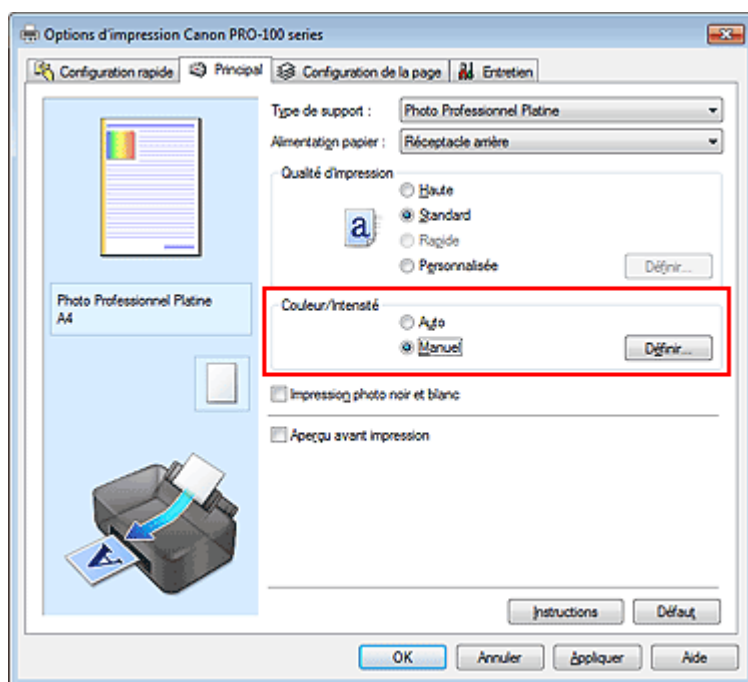 Options d'impression Canon PRO-100 series
Configuration rapide Principal Configuration de la page Entretien
Type de support : Photo Professionnel Platine
Alimentation papier : Réceptacle arrière
Qualité d'impression
Haute
Standard
Rapide
Personnalisée Définir...
Photo Professionnel Platine
A4
Couleur/Intensité
Auto
Manuel Définir...
Impression photo noir et blanc
Aperçu avant impression
Instructions Défaut
OK Annuler Appliquer Aide